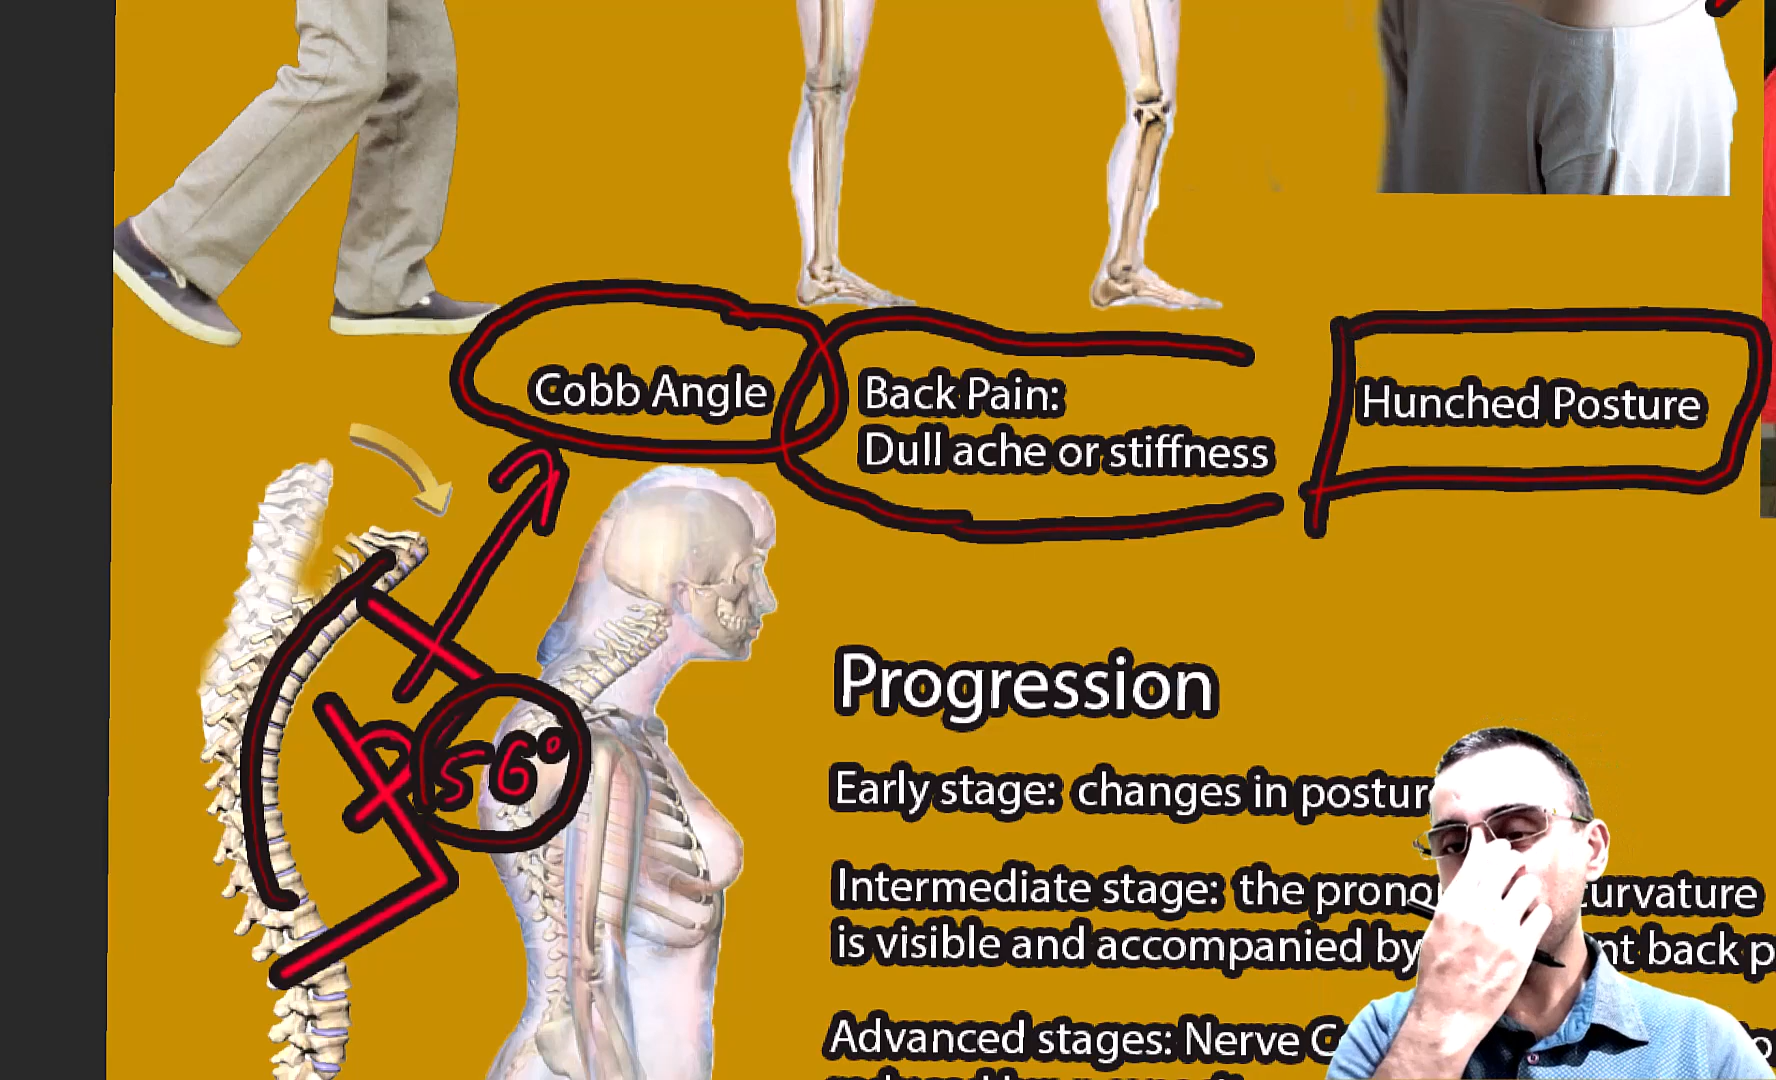 Cobb Angle
Back Pain:
Dull ache or stiffness
Hunched Posture
56°
Progression
Early stage: changes in postur
Intermediate stage: the prono urvature
is visible and accompanied by nt back p
Advanced stages: Nerve C